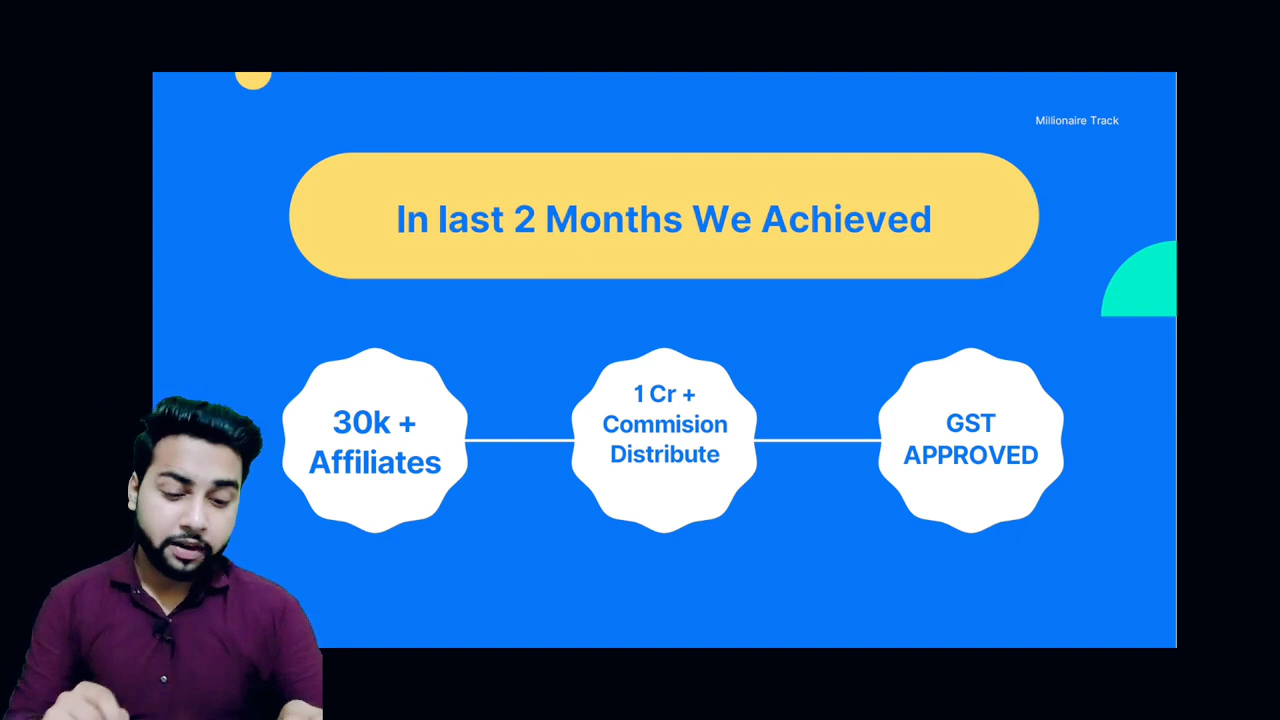 Millionaire Track
In last 2 Months We Achieved
30k +
Affiliates
1 Cr +
Commision
Distribute
GST
APPROVED